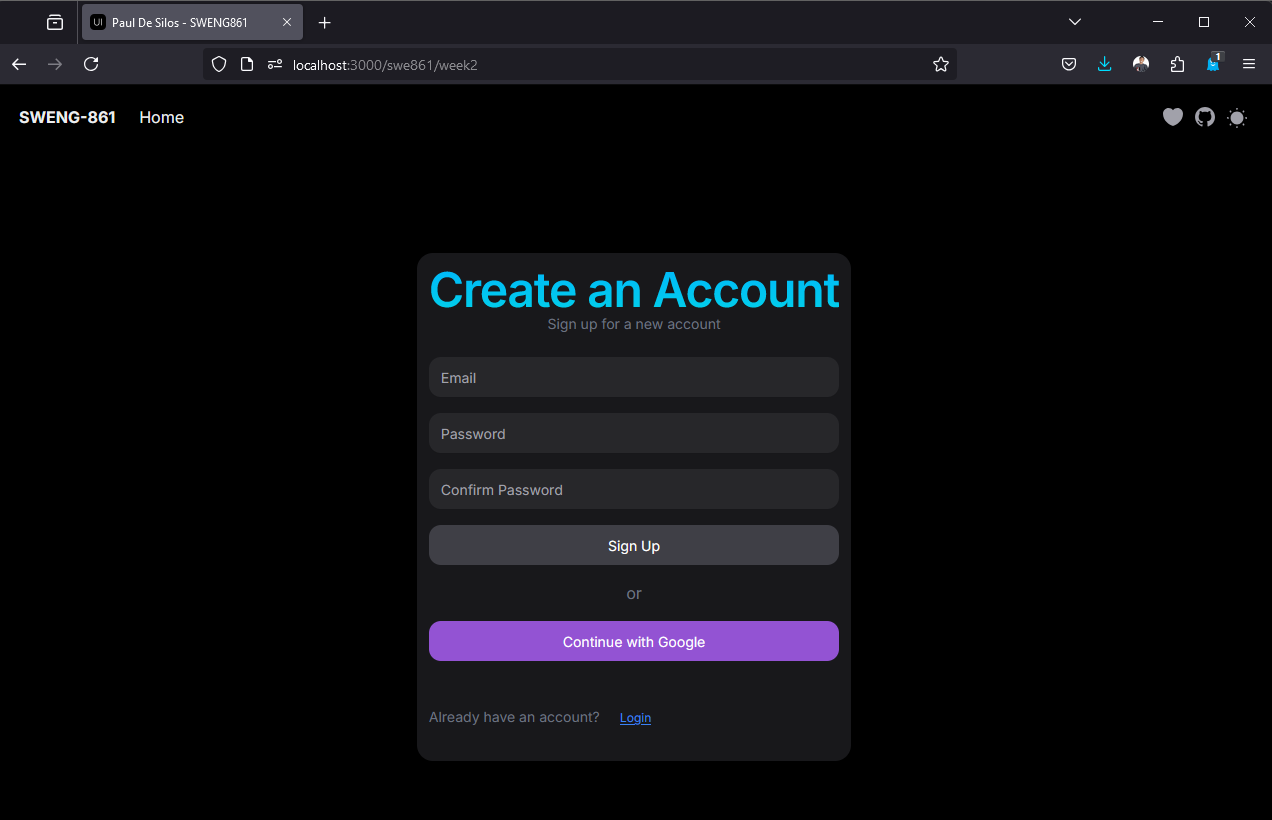 UI Paul De Silos - SWENG861
localhost:3000/swe861/week2
1
SWENG-861 Home
Create an Account
Sign up for a new account
Email
Password
Confirm Password
Sign Up
or
Continue with Google
Already have an account? Login